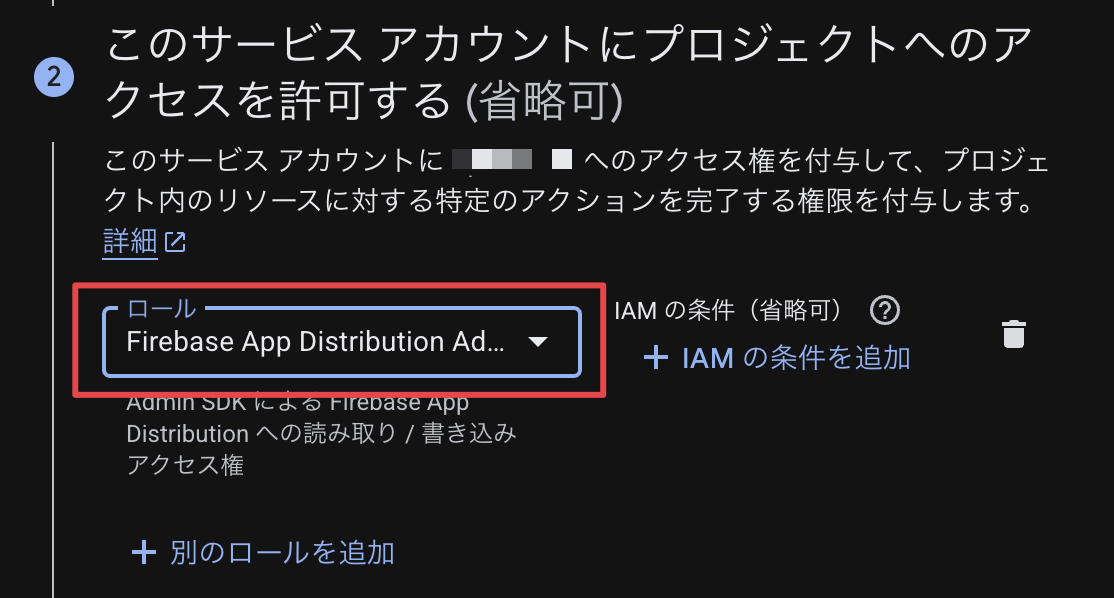 2
このサービス アカウントにプロジェクトへのア
クセスを許可する (省略可)
このサービス アカウントに へのアクセス権を付与して、プロジェ
クト内のリソースに対する特定のアクションを完了する権限を付与します。
詳細
ロール
Firebase App Distribution Ad...
IAM の条件（省略可）
IAM の条件を追加
Admin SDK による Firebase App
Distribution への読み取り / 書き込み
アクセス権
別のロールを追加